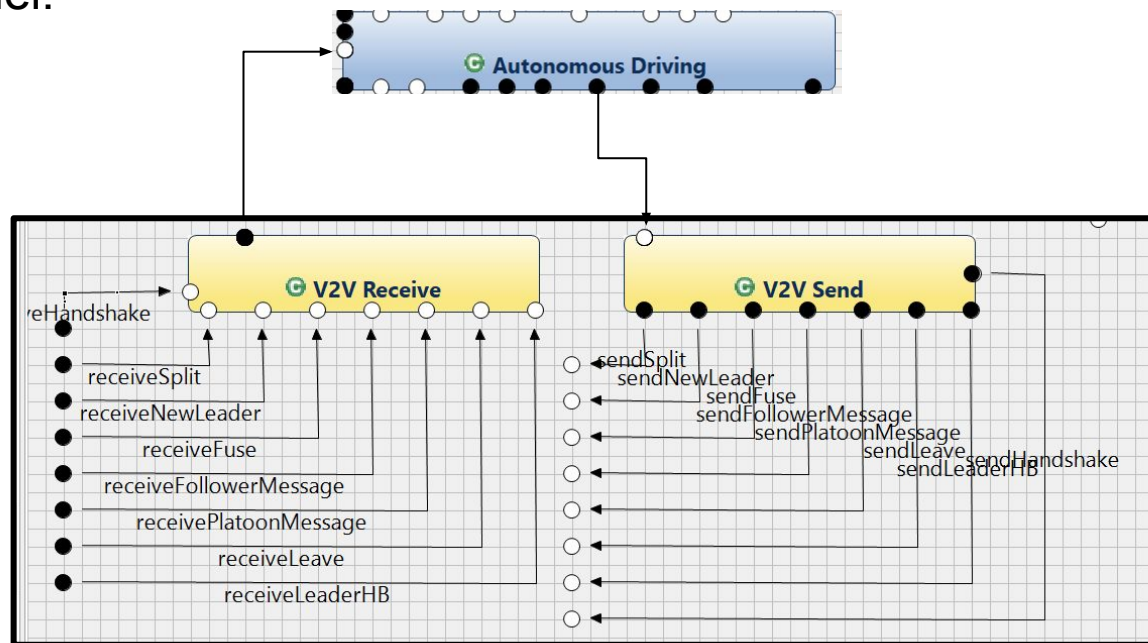 Autonomous Driving
V2V Receive
V2V Send
veHandshake
receiveSplit
receiveNewLeader
receiveFuse
receiveFollowerMessage
receivePlatoonMessage
receiveLeave
receiveLeaderHB
sendSplit
sendNewLeader
sendFuse
sendFollowerMessage
sendPlatoonMessage
sendLeave
sendHandshake
sendLeaderHB